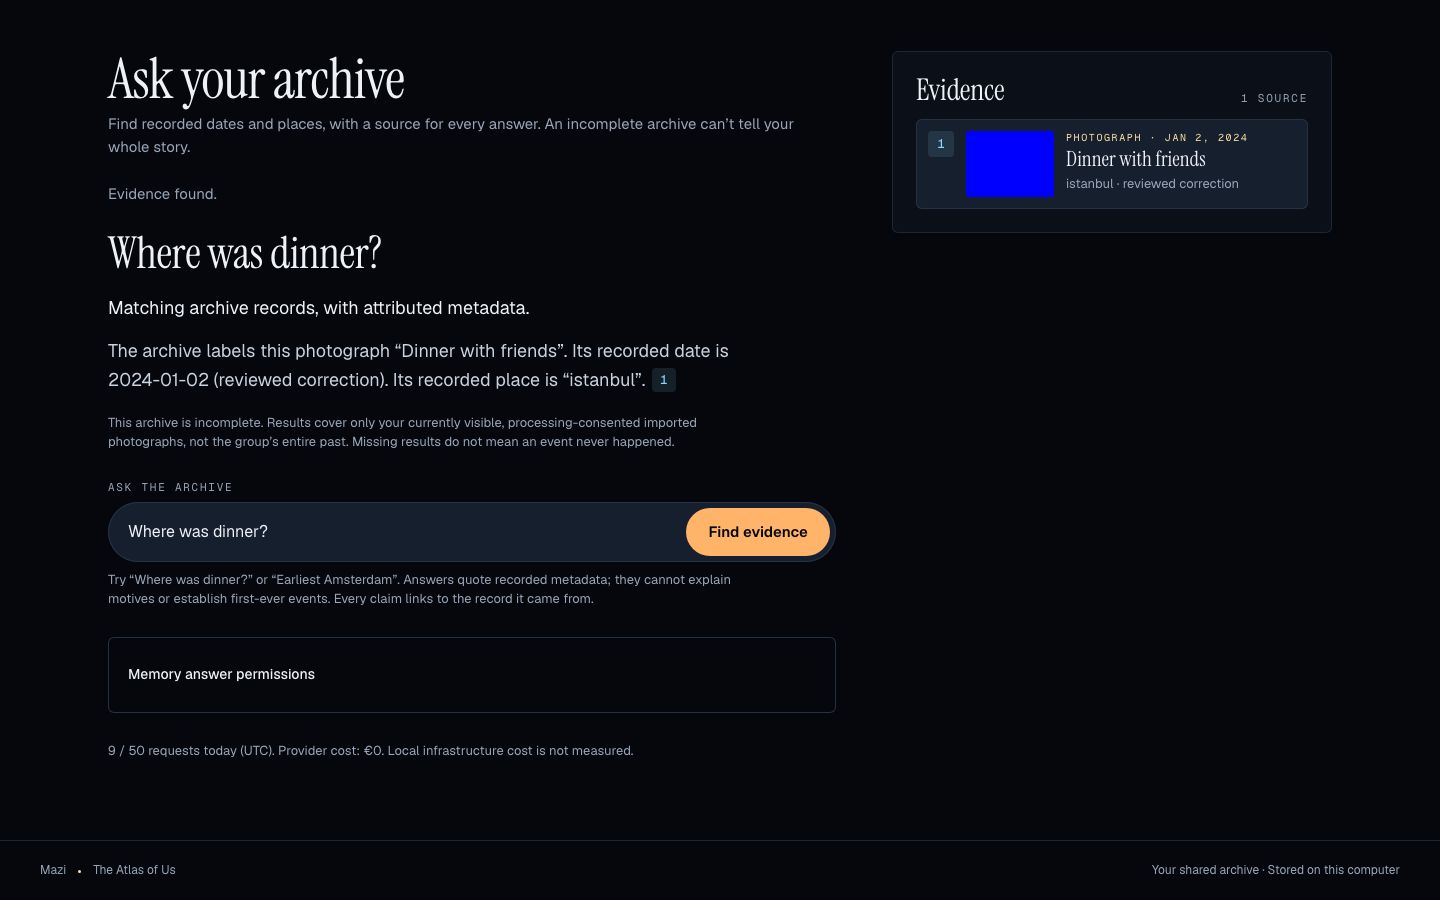 Ask your archive
Find recorded dates and places, with a source for every answer. An incomplete archive can’t tell your
whole story.
Evidence found.
Where was dinner?
Matching archive records, with attributed metadata.
The archive labels this photograph “Dinner with friends”. Its recorded date is
2024-01-02 (reviewed correction). Its recorded place is “istanbul”. 1
This archive is incomplete. Results cover only your currently visible, processing-consented imported
photographs, not the group’s entire past. Missing results do not mean an event never happened.
ASK THE ARCHIVE
Where was dinner?
Find evidence
Try “Where was dinner?” or “Earliest Amsterdam”. Answers quote recorded metadata; they cannot explain
motives or establish first-ever events. Every claim links to the record it came from.
Memory answer permissions
9 / 50 requests today (UTC). Provider cost: €0. Local infrastructure cost is not measured.
Evidence
1 SOURCE
1
PHOTOGRAPH · JAN 2, 2024
Dinner with friends
istanbul · reviewed correction
Mazi • The Atlas of Us
Your shared archive · Stored on this computer